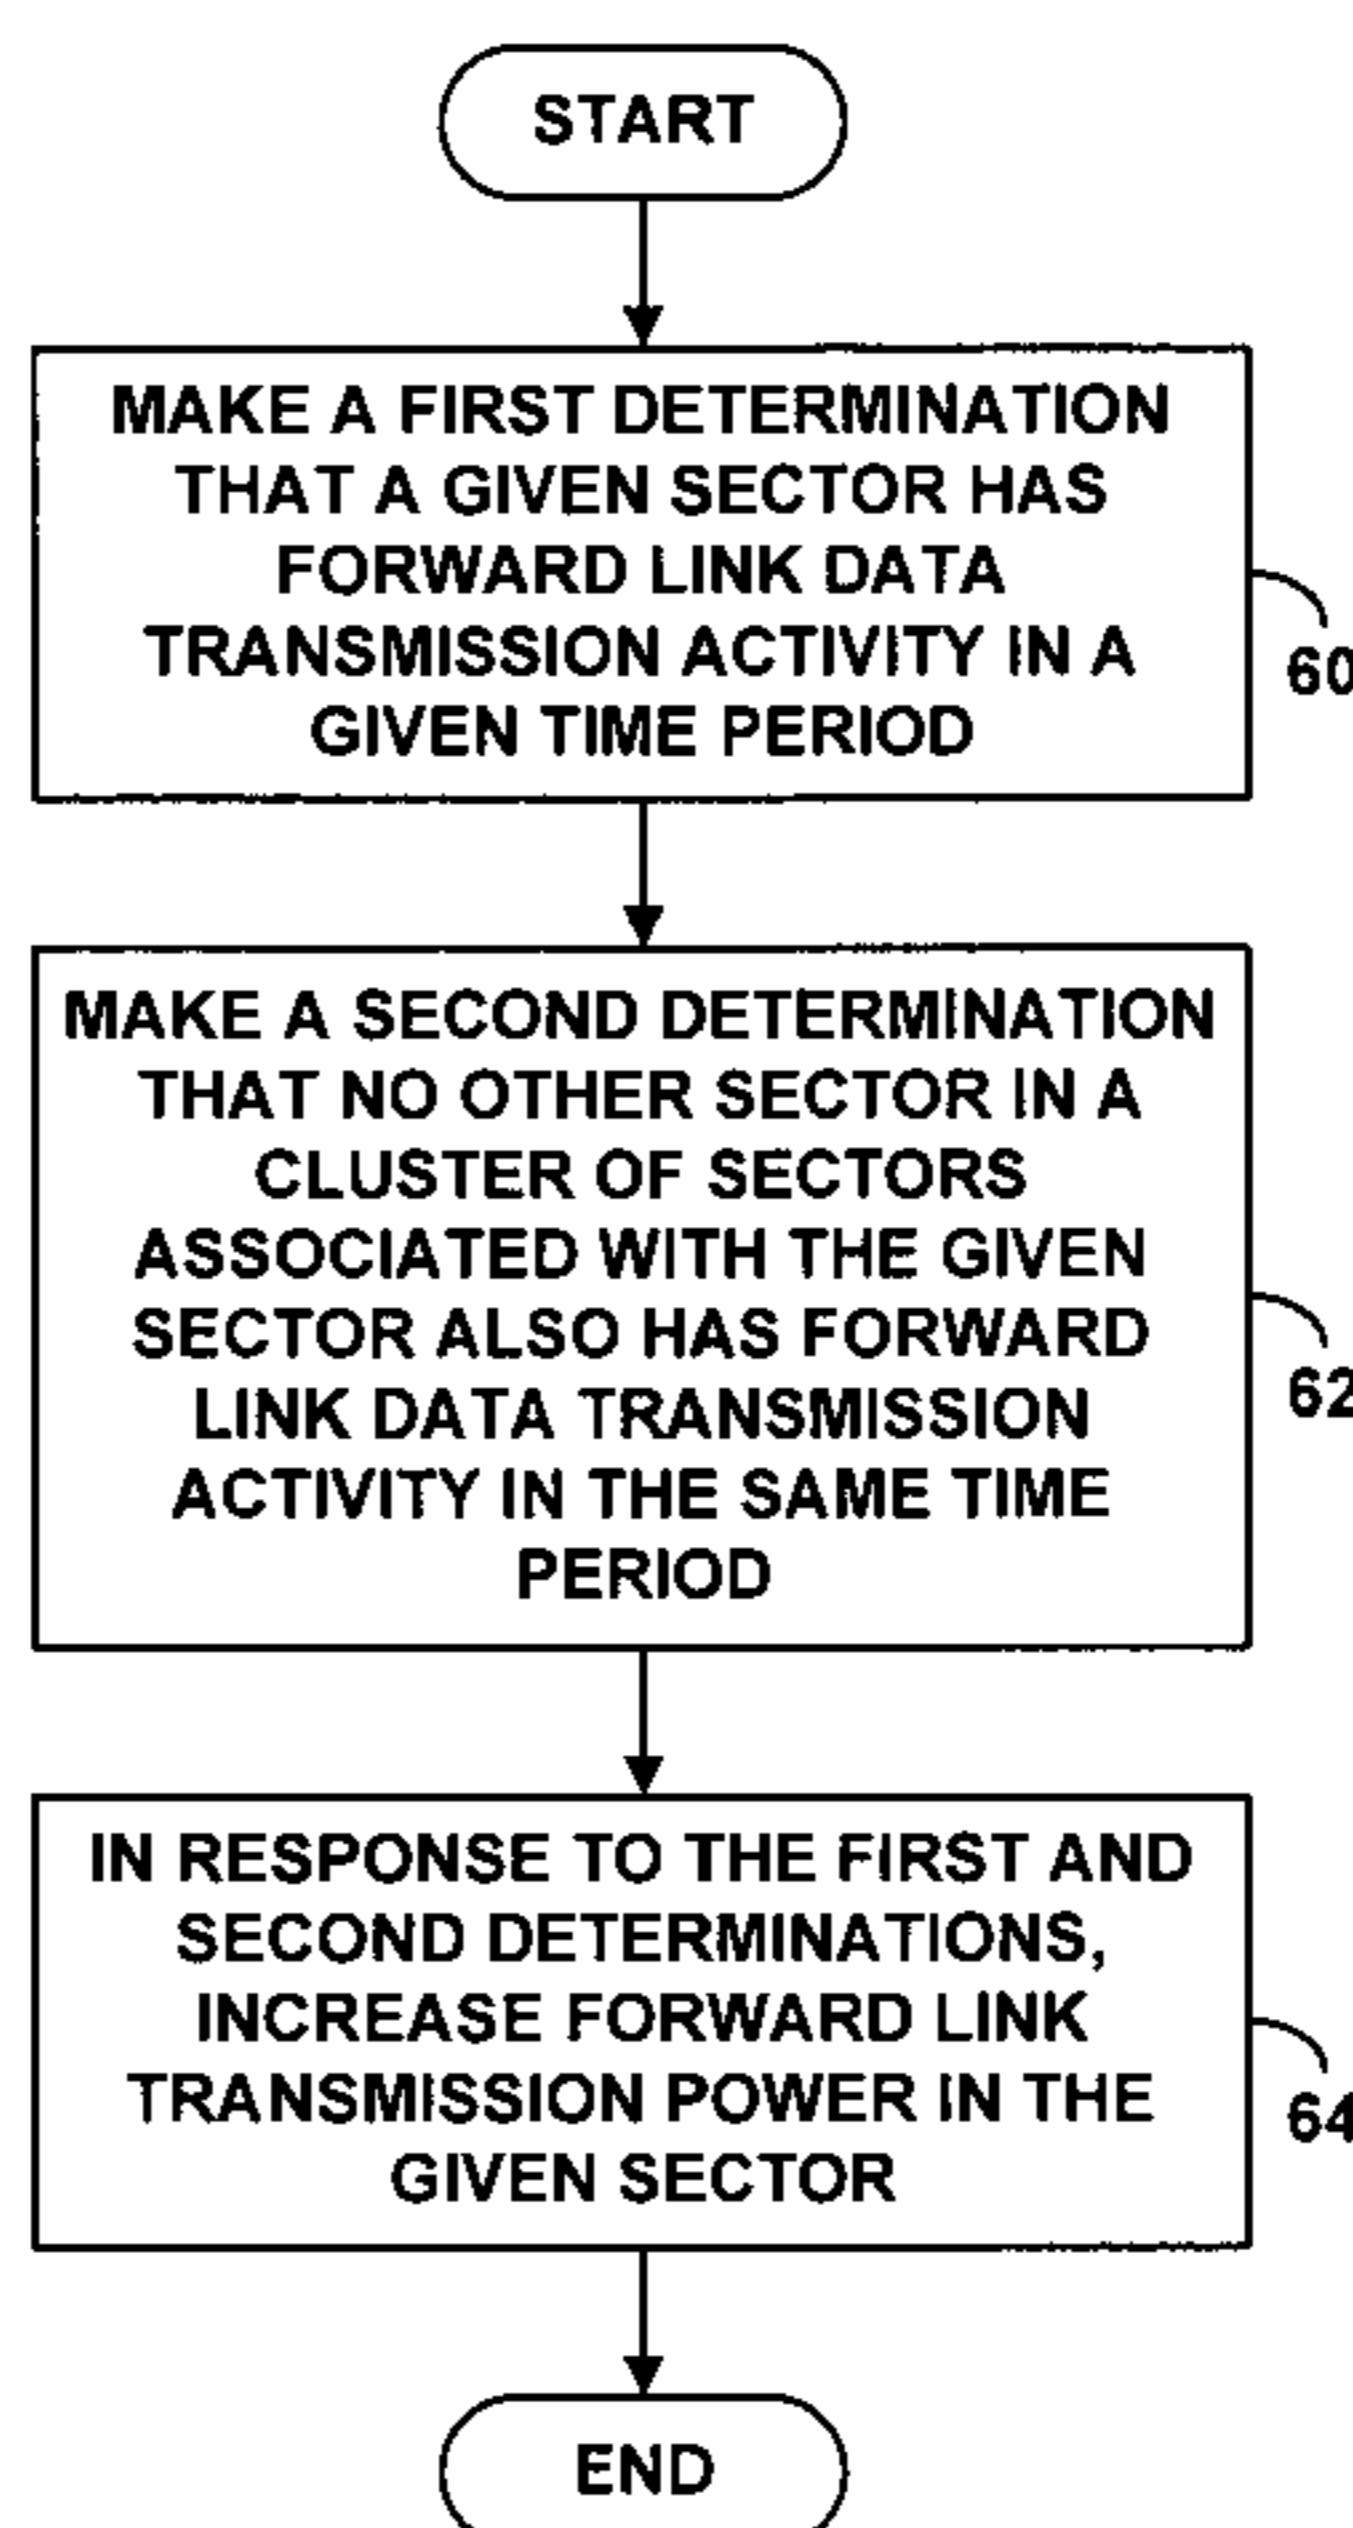 START
MAKE A FIRST DETERMINATION
THAT A GIVEN SECTOR HAS
FORWARD LINK DATA
TRANSMISSION ACTIVITY IN A
GIVEN TIME PERIOD
60
MAKE A SECOND DETERMINATION
THAT NO OTHER SECTOR IN A
CLUSTER OF SECTORS
ASSOCIATED WITH THE GIVEN
SECTOR ALSO HAS FORWARD
LINK DATA TRANSMISSION
ACTIVITY IN THE SAME TIME
PERIOD
62
IN RESPONSE TO THE FIRST AND
SECOND DETERMINATIONS,
INCREASE FORWARD LINK
TRANSMISSION POWER IN THE
GIVEN SECTOR
64
END